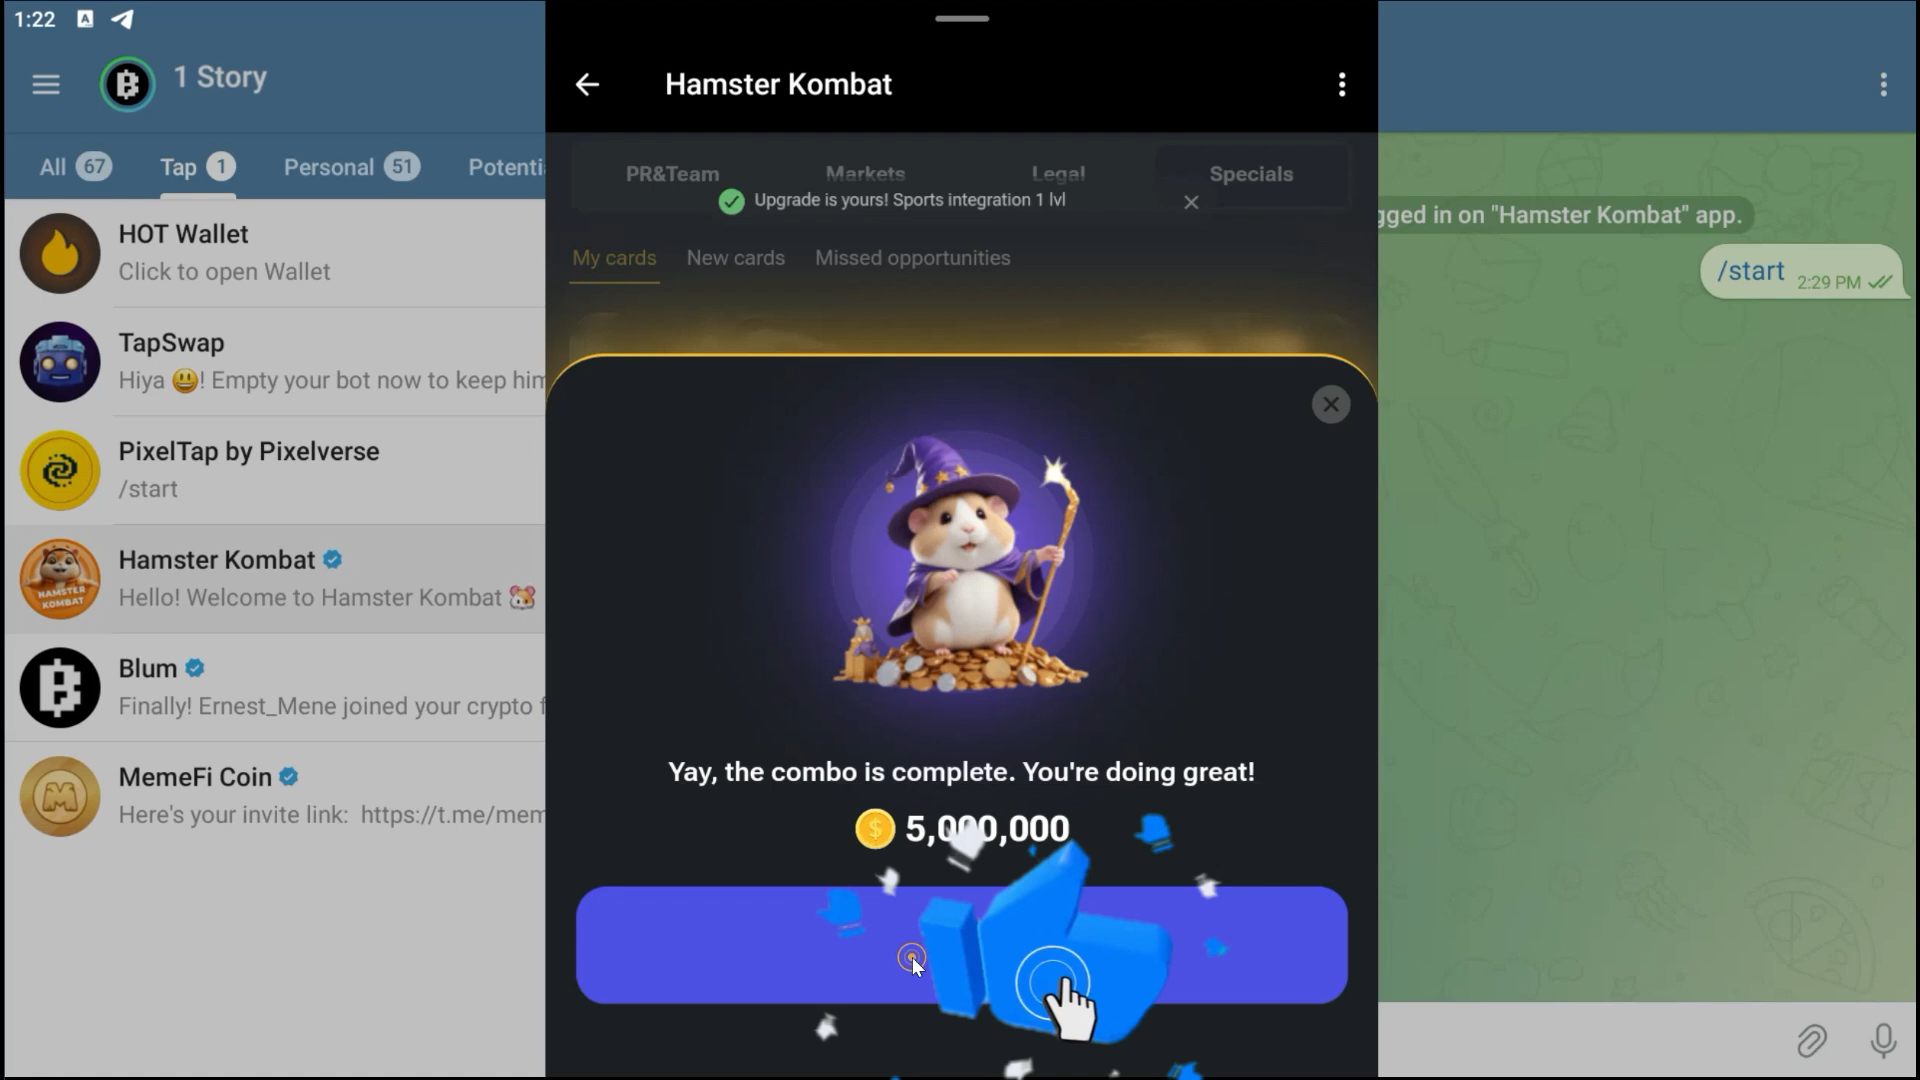 1:22
1 Story
All 67
Tap 1
Personal 51
Potenti
HOT Wallet
Click to open Wallet
TapSwap
Hiya 😃! Empty your bot now to keep him
PixelTap by Pixelverse
/start
Hamster Kombat
Hello! Welcome to Hamster Kombat 🐹
HAMSTER
KOMBAT
Blum
Finally! Ernest_Mene joined your crypto f
MemeFi Coin
Here's your invite link: https://t.me/mem
Hamster Kombat
PR&Team
Markets
Legal
Specials
Upgrade is yours! Sports integration 1 lvl
My cards
New cards
Missed opportunities
Yay, the combo is complete. You're doing great!
5,000,000
gged in on "Hamster Kombat" app.
/start 2:29 PM